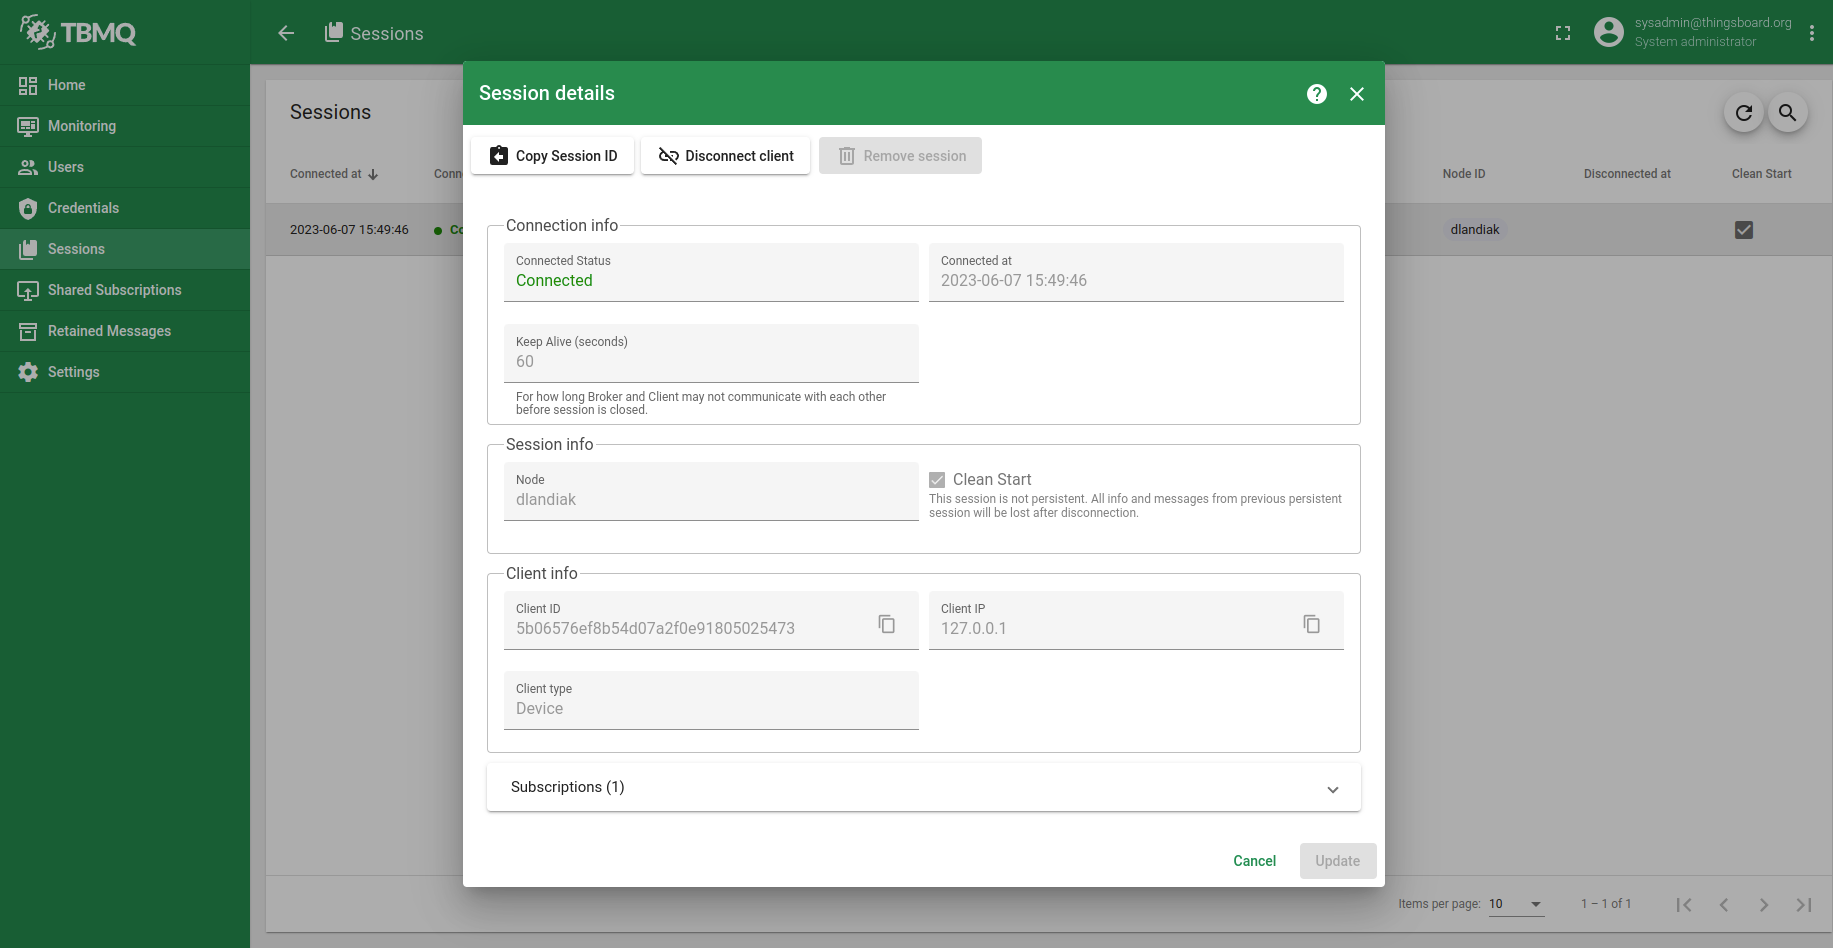 TBMQ
Sessions
sysadmin@thingsboard.org
System administrator
Home
Monitoring
Users
Credentials
Sessions
Shared Subscriptions
Retained Messages
Settings
Sessions
Connected at
Conn
Node ID
Disconnected at
Clean Start
2023-06-07 15:49:46
Co
dlandiak
Session details
?
Copy Session ID
Disconnect client
Remove session
Connection info
Connected Status
Connected
Connected at
2023-06-07 15:49:46
Keep Alive (seconds)
60
For how long Broker and Client may not communicate with each other
before session is closed.
Session info
Node
dlandiak
Clean Start
This session is not persistent. All info and messages from previous persistent
session will be lost after disconnection.
Client info
Client ID
5b06576ef8b54d07a2f0e91805025473
Client IP
127.0.0.1
Client type
Device
Subscriptions (1)
Cancel
Update
Items per page:
10
1 – 1 of 1